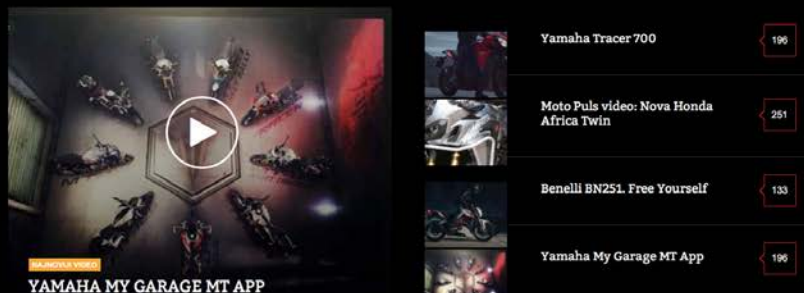 NAJNOVIJI VIDEO
YAMAHA MY GARAGE MT APP
Yamaha Tracer 700
196
Moto Puls video: Nova Honda
Africa Twin
251
Benelli BN251. Free Yourself
133
Yamaha My Garage MT App
196